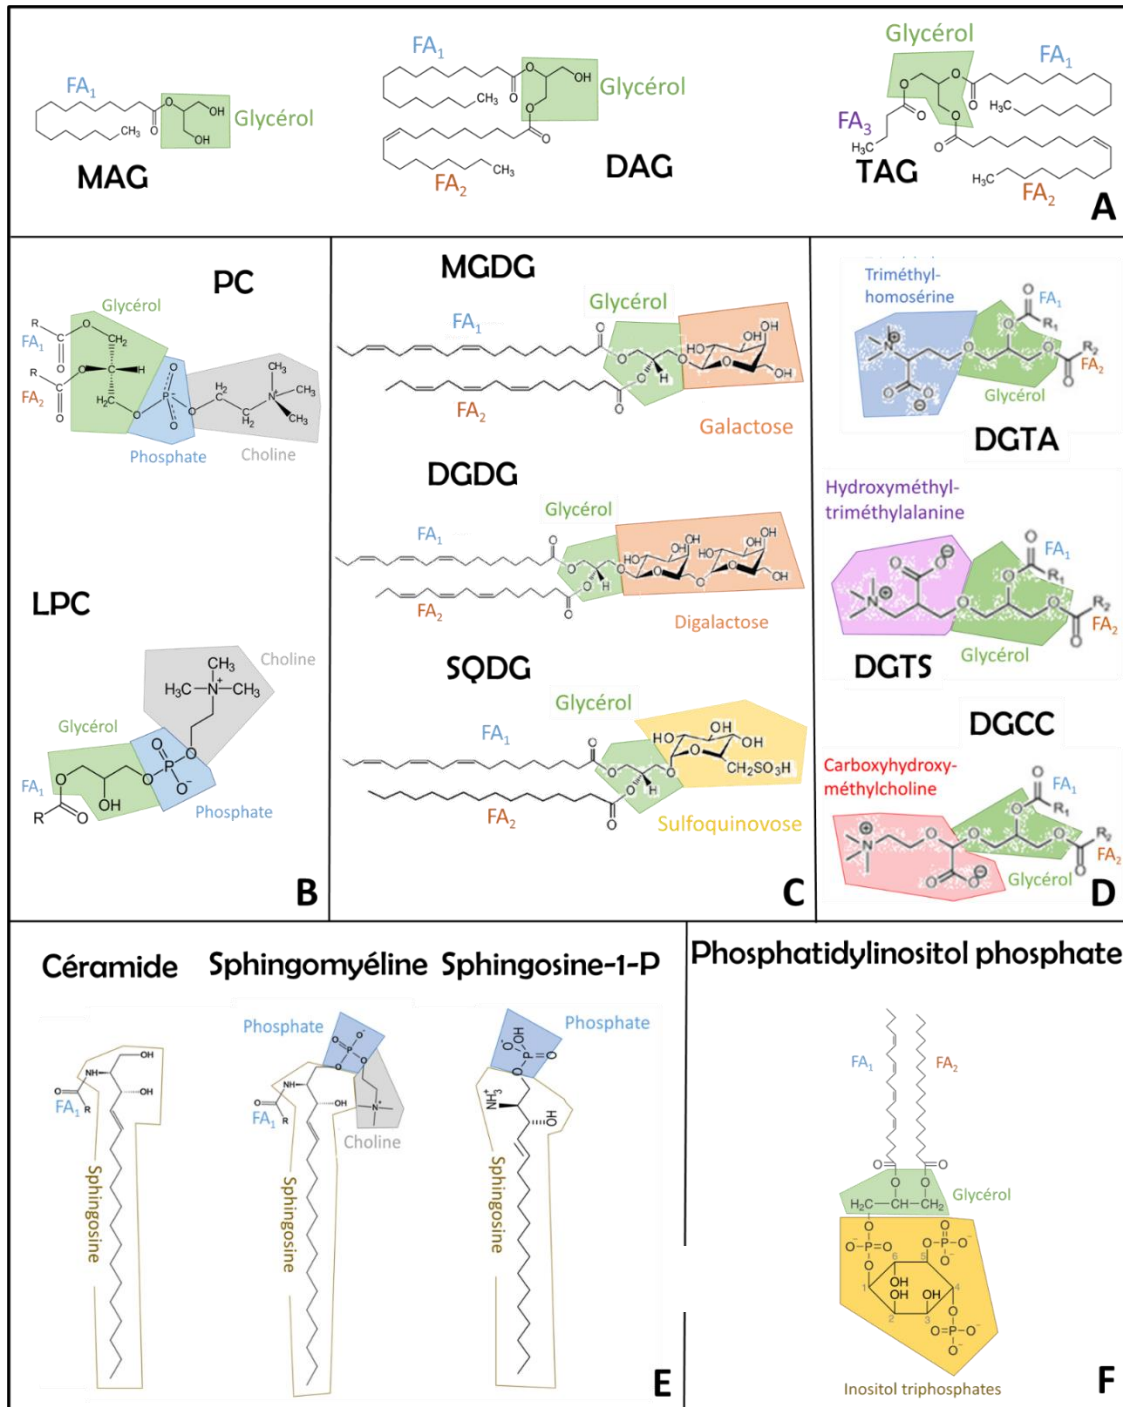 FA1
Glycérol
MAG
FA1
Glycérol
FA2
DAG
Glycérol
FA1
FA3
FA2
TAG
A
PC
Glycérol
FA1
FA2
Phosphate
Choline
LPC
Choline
Glycérol
FA1
Phosphate
B
MGDG
Glycérol
FA1
FA2
Galactose
DGDG
Glycérol
FA1
FA2
Digalactose
SQDG
Glycérol
FA1
FA2
Sulfoquinovose
C
Triméthyl-
homosérine
FA1
FA2
Glycérol
DGTA
Hydroxyméthyl-
triméthylalanine
FA1
FA2
Glycérol
DGTS
DGCC
Carboxyhydroxy-
méthylcholine
FA1
FA2
Glycérol
D
Céramide
FA1
Sphingosine
Sphingomyéline
Phosphate
FA1
Choline
Sphingosine
Sphingosine-1-P
Phosphate
Sphingosine
E
Phosphatidylinositol phosphate
FA1
FA2
Glycérol
Inositol triphosphates
F